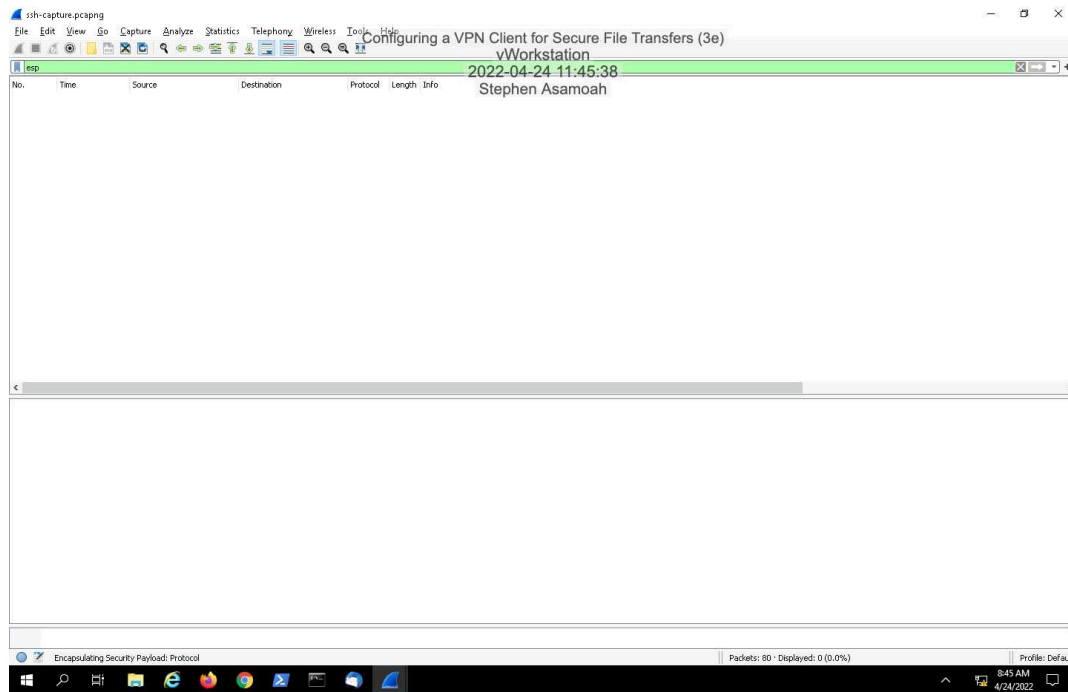 ssh-capture.pcapng
File Edit View Go Capture Analyze Statistics Telephony Wireless Tools Help
Configuring a VPN Client for Secure File Transfers (3e)
vWorkstation
2022-04-24 11:45:38
Stephen Asamoah
esp
No. Time Source Destination Protocol Length Info
Encapsulating Security Payload: Protocol Packets: 80 · Displayed: 0 (0.0%) Profile: Defau
8:45 AM
4/24/2022